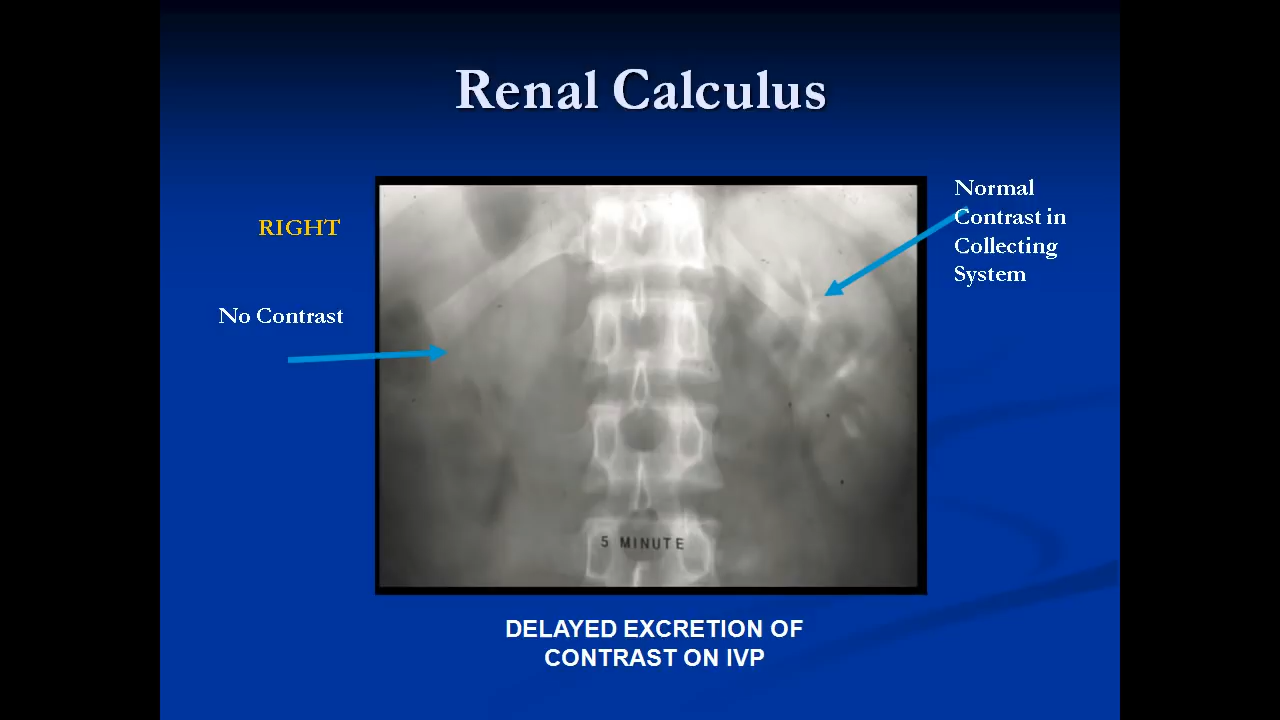 Renal Calculus
RIGHT
No Contrast
Normal
Contrast in
Collecting
System
5 MINUTE
DELAYED EXCRETION OF
CONTRAST ON IVP